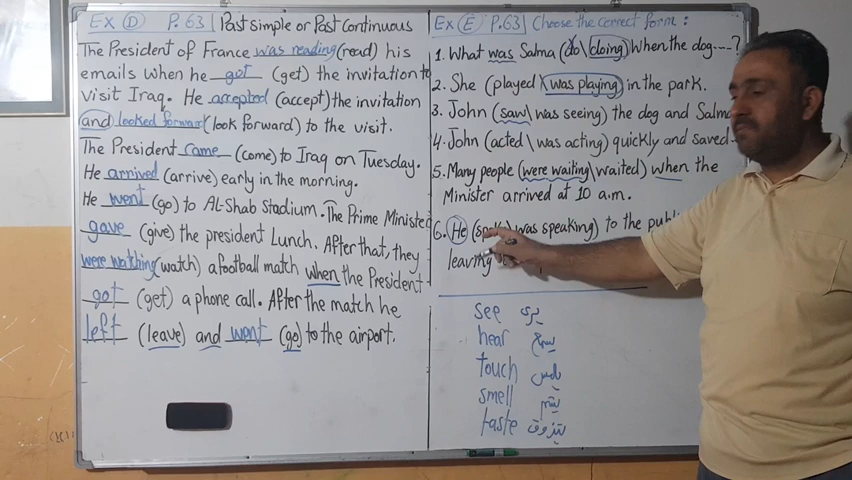 Ex D P. 63 Past simple or Past Continuous
The President of France was reading (read) his
emails when he got (get) the invitation to
visit Iraq. He accepted (accept) the invitation
and looked forward (look forward) to the visit.
The President came (come) to Iraq on Tuesday.
He arrived (arrive) early in the morning.
He went (go) to AL-Shab Stadium. The Prime Minister
gave (give) the president Lunch. After that, they
were watching (watch) a football match when the President
got (get) a phone call. After the match he
left (leave) and went (go) to the airport.
Ex E P. 63 Choose the Correct form :
1. What was Salma (do\doing) when the dog----?
2. She (played\was playing) in the park.
3. John (saw\was seeing) the dog and Salma
4. John (acted\was acting) quickly and saved--
5. Many people (were waiting\waited) when the
Minister arrived at 10 a.m.
6. He (\was speaking) to the
leaving
see يرى
hear يسمع
touch يلمس
smell يشم
taste يتذوق